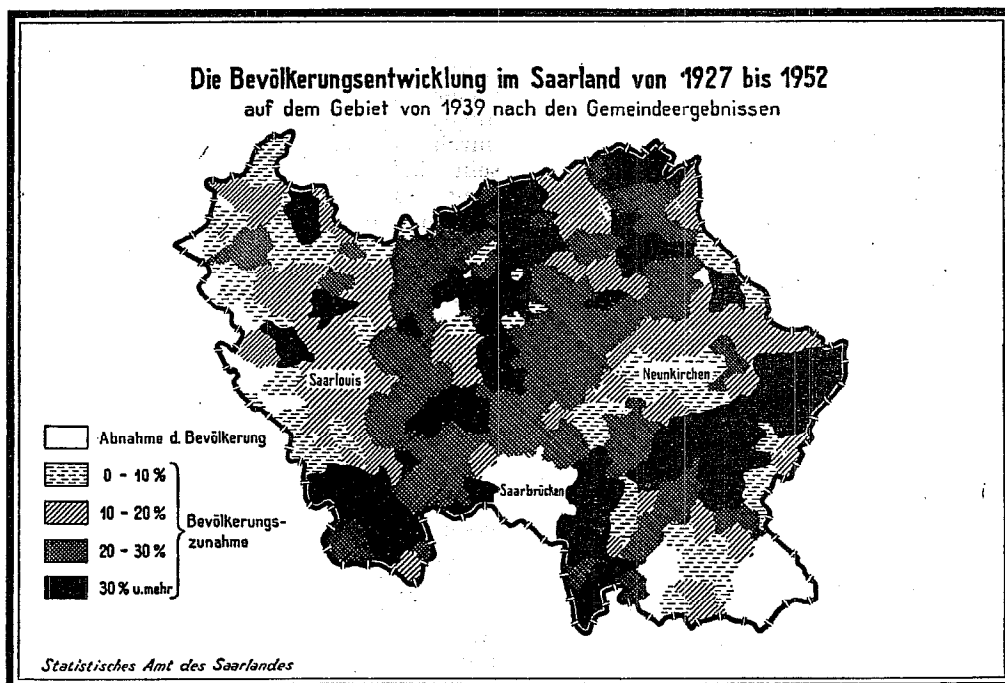 Die Bevölkerungsentwicklung im Saarland von 1927 bis 1952
auf dem Gebiet von 1939 nach den Gemeindeergebnissen
Saarlouis
Neunkirchen
Saarbrücken
Abnahme d. Bevölkerung
0 - 10 %
10 - 20 %
20 - 30 %
30 % u. mehr
Bevölkerungs-
zunahme
Statistisches Amt des Saarlandes